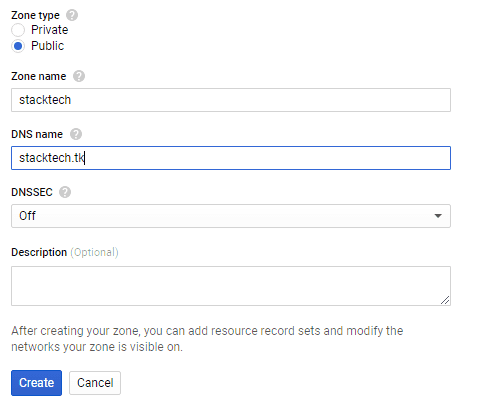 Zone type
Private
Public
Zone name
stacktech
DNS name
stacktech.tk
DNSSEC
Off
Description (Optional)
After creating your zone, you can add resource record sets and modify the
networks your zone is visible on.
Create Cancel